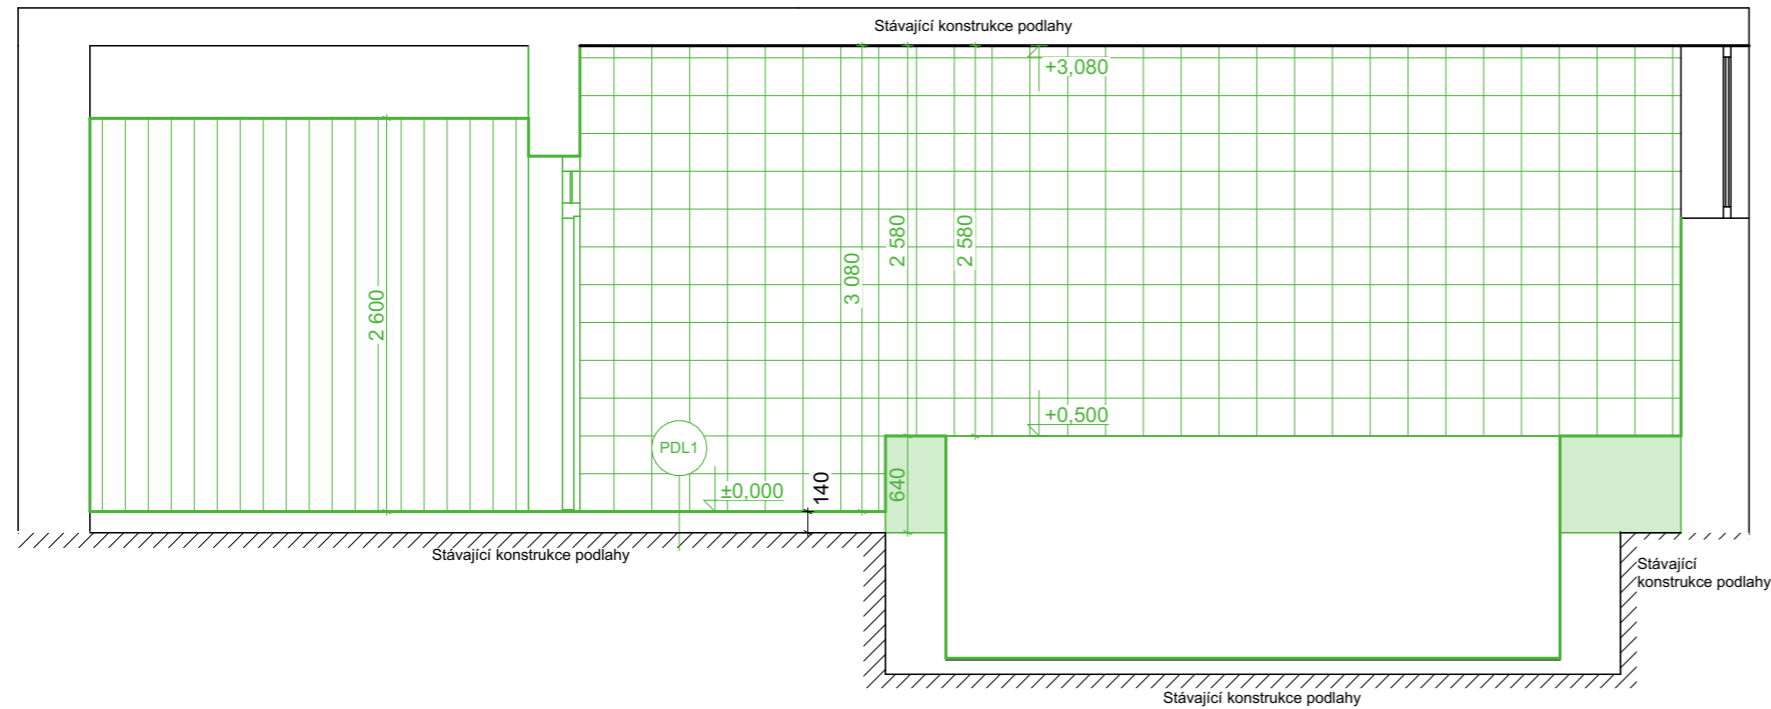 Stávající konstrukce podlahy
+3,080
2 580
2 580
3 080
2 600
+0,500
PDL1
±0,000
140
640
Stávající konstrukce podlahy
Stávající
konstrukce podlahy
Stávající konstrukce podlahy